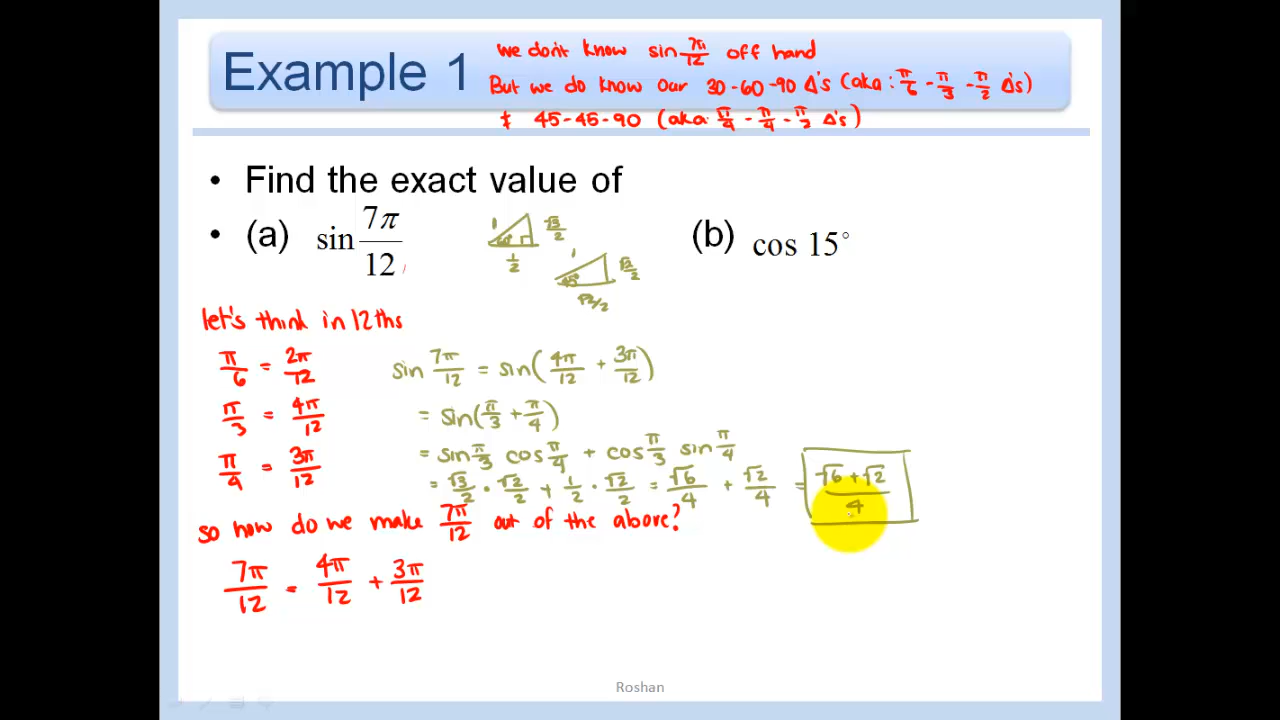 Example 1
We don't know sin 7π/12 off hand
But we do know our 30-60-90 Δ's (aka: π/6 - π/3 - π/2 Δ's)
& 45-45-90 (aka: π/4 - π/4 - π/2 Δ's)
• Find the exact value of
• (a) sin 7π/12
(b) cos 15°
1 60° √3/2 1/2
1 45° √2/2 √2/2
let's think in 12ths
π/6 = 2π/12
π/3 = 4π/12
π/4 = 3π/12
sin 7π/12 = sin(4π/12 + 3π/12)
= sin(π/3 + π/4)
= sin π/3 cos π/4 + cos π/3 sin π/4
= √3/2 · √2/2 + 1/2 · √2/2 = √6/4 + √2/4 = (√6 + √2)/4
so how do we make 7π/12 out of the above?
7π/12 = 4π/12 + 3π/12
Roshan